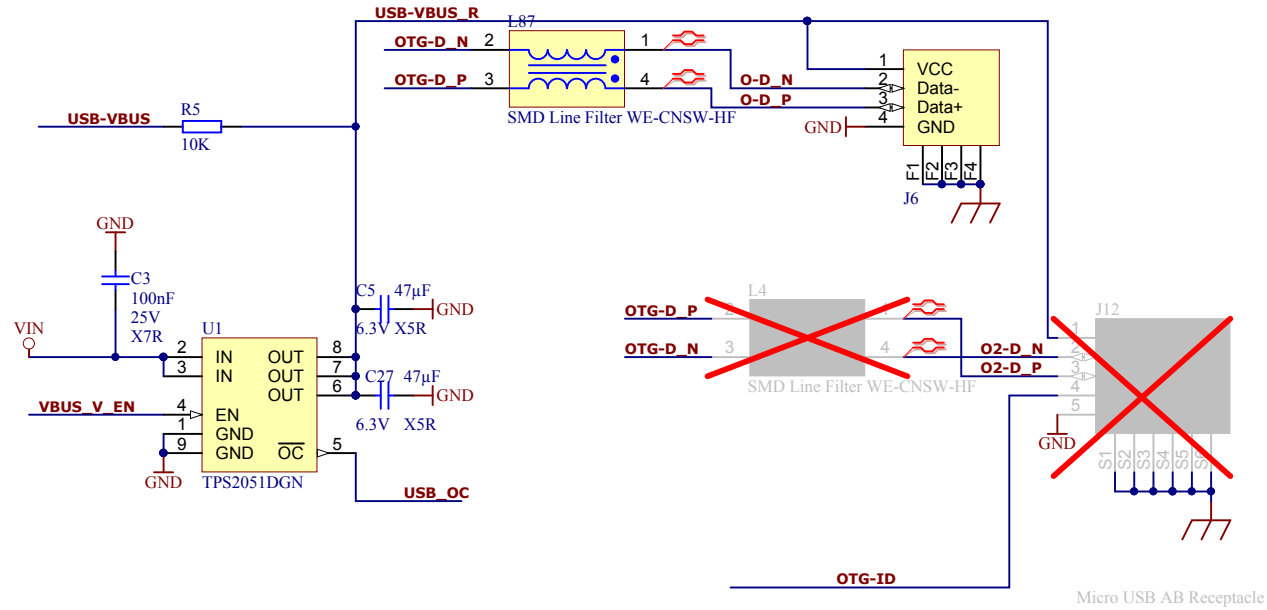 USB-VBUS_R
L87
OTG-D_N
2
1
OTG-D_P
3
4
SMD Line Filter WE-CNSW-HF
O-D_N
O-D_P
GND
1
2
3
4
VCC
Data-
Data+
GND
F1
F2
F3
F4
J6
USB-VBUS
R5
10K
GND
C3
100nF
25V
X7R
VIN
C5
47µF
6.3V
X5R
GND
C27
47µF
6.3V
X5R
GND
U1
2
3
4
1
9
IN
IN
EN
GND
GND
OUT
OUT
OUT
OC
8
7
6
5
TPS2051DGN
VBUS_V_EN
GND
USB_OC
L4
OTG-D_P
2
1
OTG-D_N
3
4
SMD Line Filter WE-CNSW-HF
O2-D_N
O2-D_P
J12
1
2
3
4
5
GND
S1
S2
S3
S4
S5
OTG-ID
Micro USB AB Receptacle